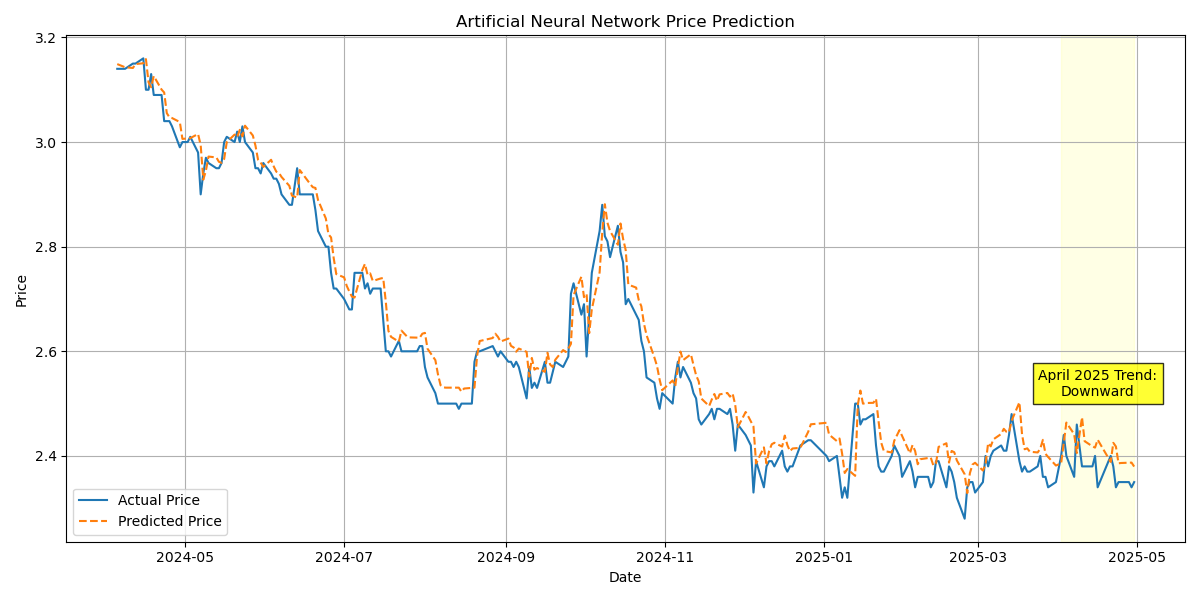 Artificial Neural Network Price Prediction
3.2
3.0
2.8
2.6
2.4
Price
April 2025 Trend:
Downward
Actual Price
Predicted Price
2024-05
2024-07
2024-09
2024-11
2025-01
2025-03
2025-05
Date